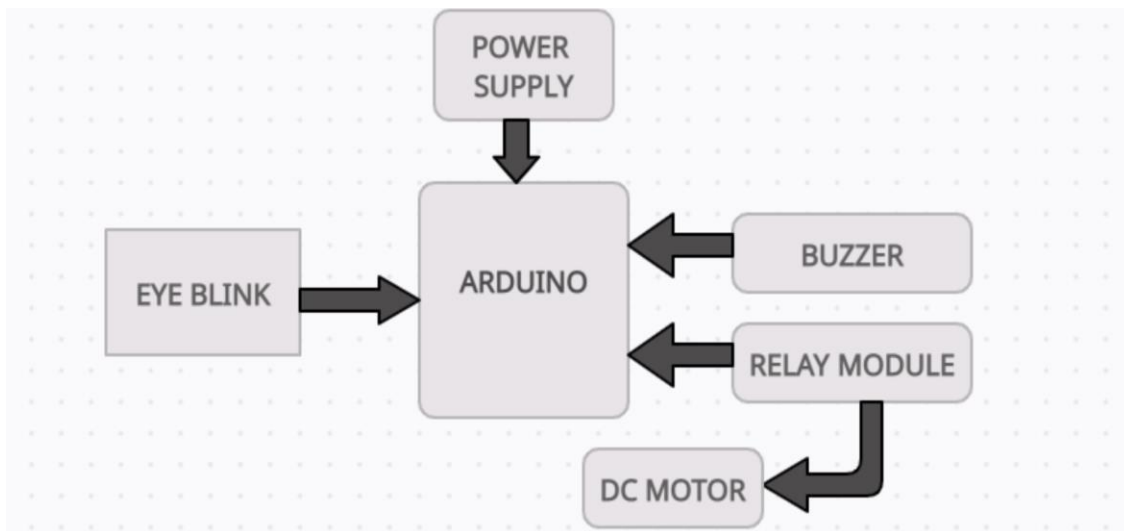 POWER
SUPPLY
ARDUINO
EYE BLINK
BUZZER
RELAY MODULE
DC MOTOR